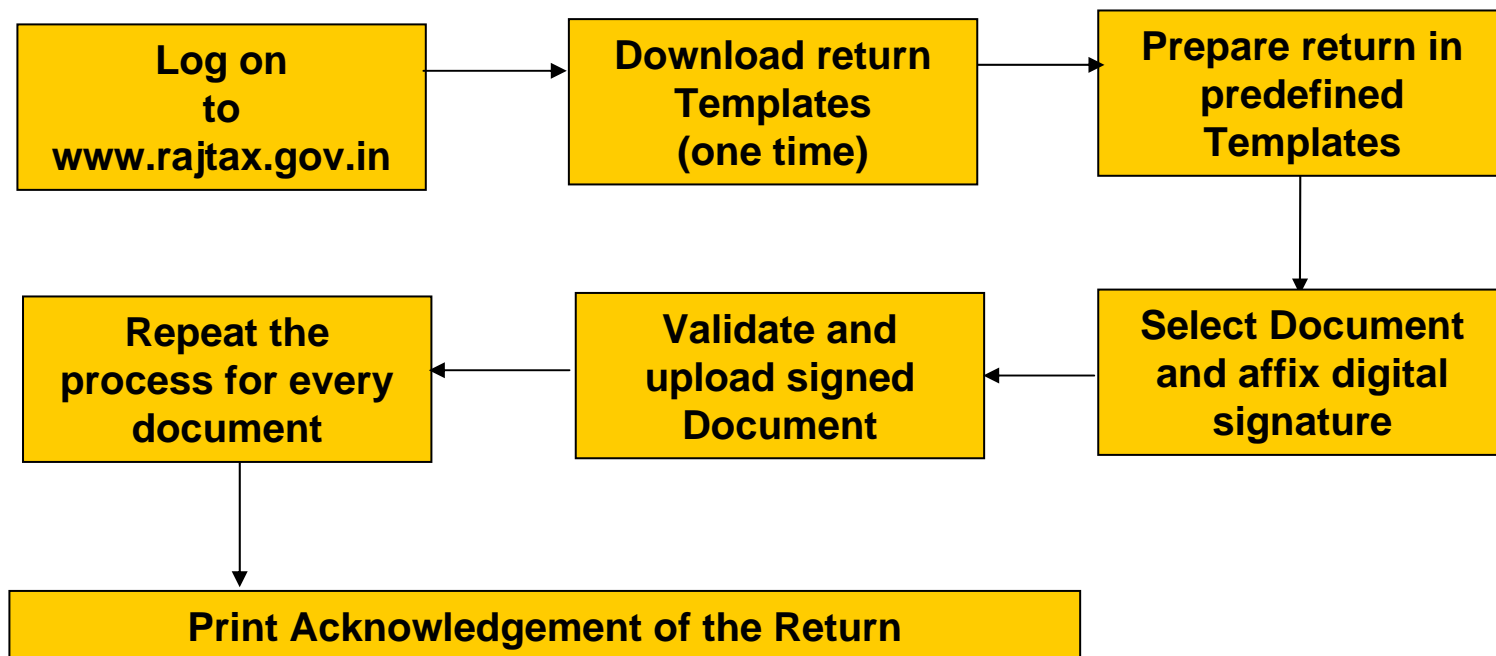 Log on
to
www.rajtax.gov.in
Download return
Templates
(one time)
Prepare return in
predefined
Templates
Select Document
and affix digital
signature
Validate and
upload signed
Document
Repeat the
process for every
document
Print Acknowledgement of the Return